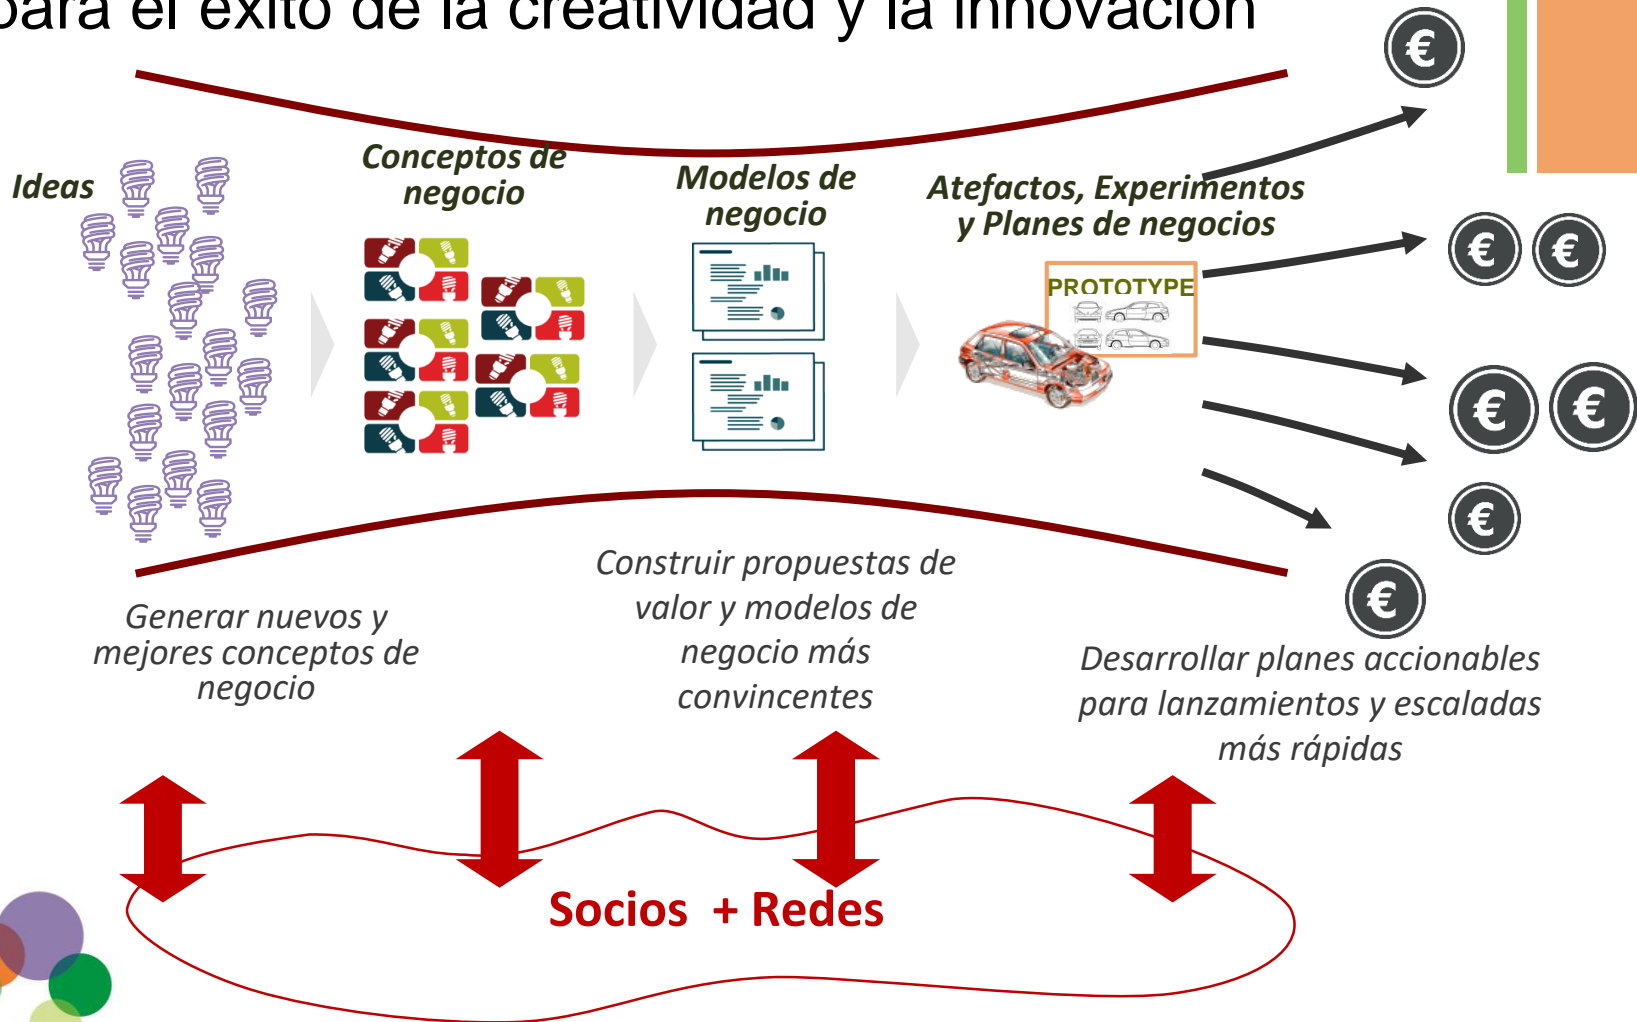 para el éxito de la creatividad y la innovación
Ideas
Conceptos de
negocio
Modelos de
negocio
Atefactos, Experimentos
y Planes de negocios
PROTOTYPE
€
€ €
€ €
€
€
Generar nuevos y
mejores conceptos de
negocio
Construir propuestas de
valor y modelos de
negocio más
convincentes
Desarrollar planes accionables
para lanzamientos y escaladas
más rápidas
Socios + Redes